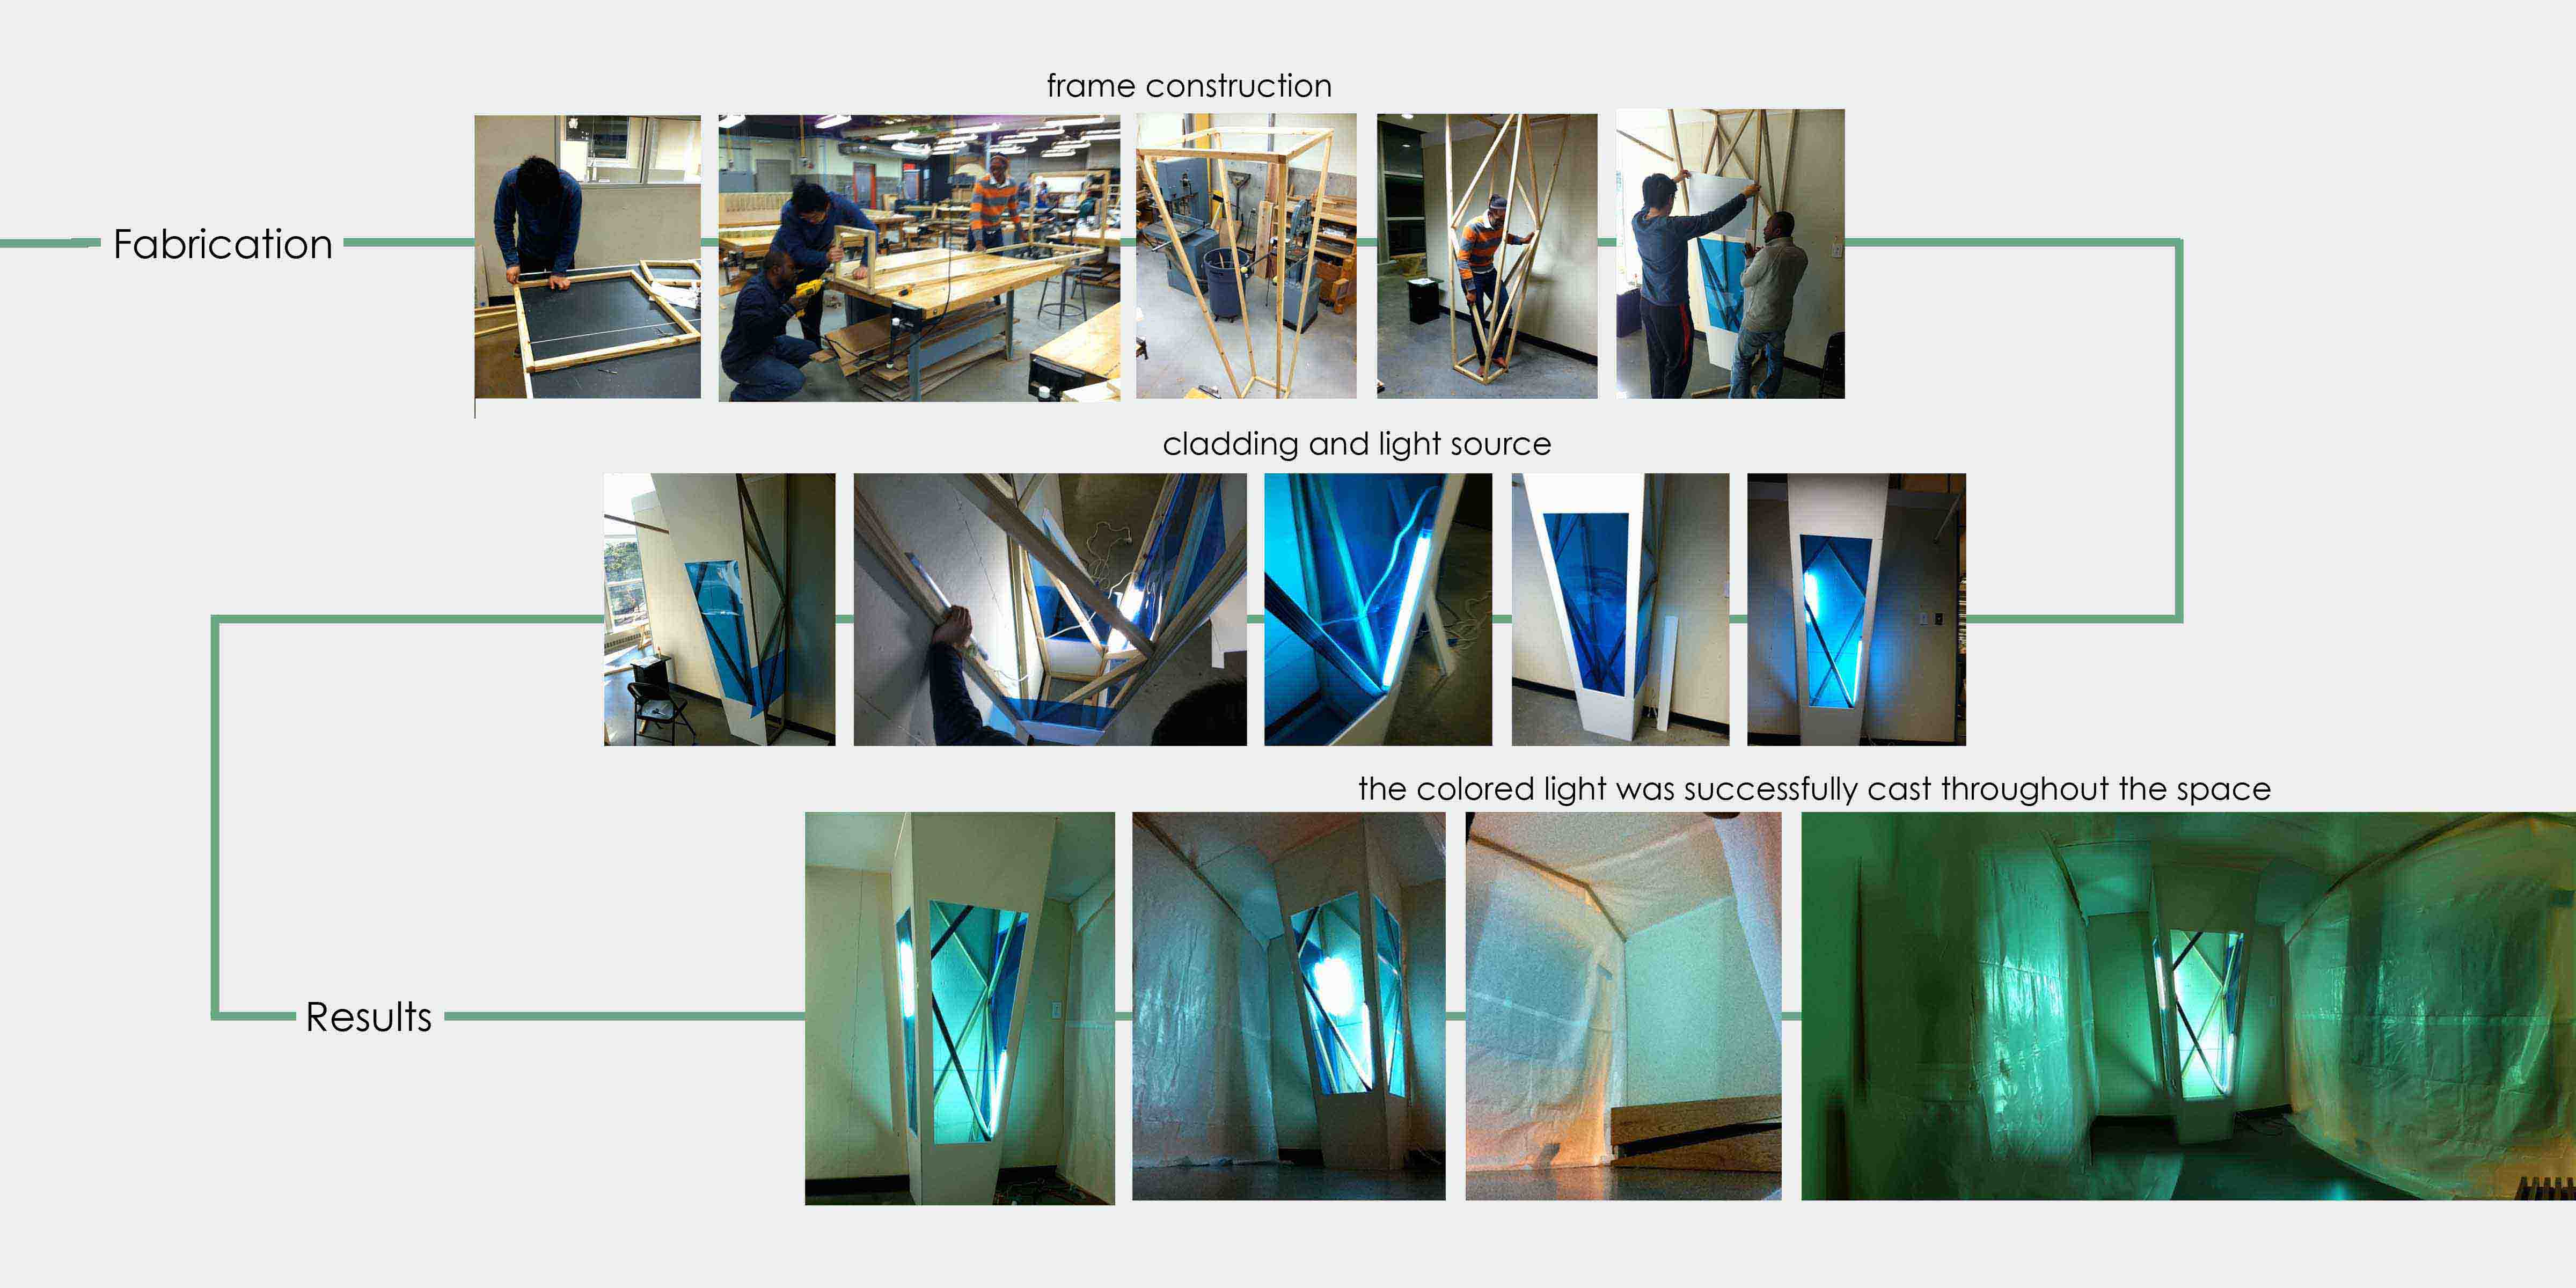 frame construction
Fabrication
cladding and light source
the colored light was successfully cast throughout the space
Results